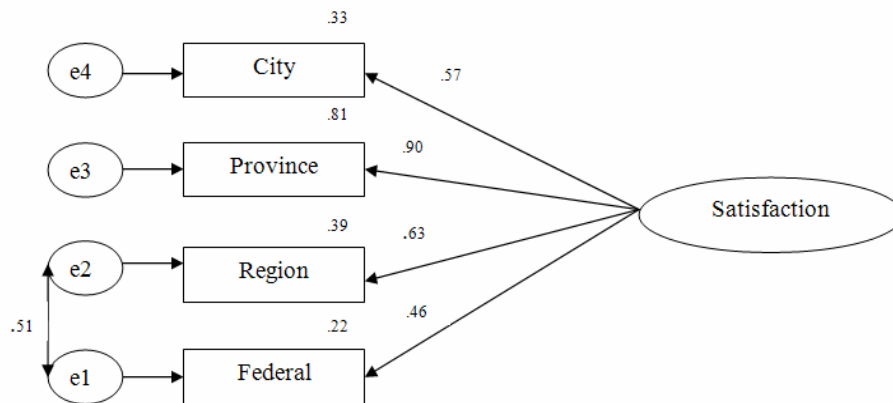 .33
e4
City
.57
.81
e3
Province
.90
.39
e2
Region
.63
Satisfaction
.51
.22
.46
e1
Federal